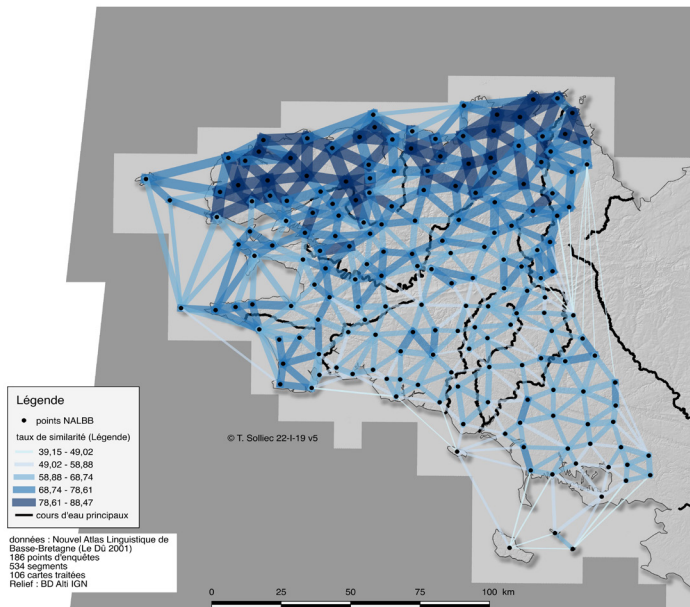 Légende
points NALBB
taux de similarité (Légende)
39,15 - 49,02
49,02 - 58,88
58,88 - 68,74
68,74 - 78,61
78,61 - 88,47
cours d'eau principaux
© T. Solliec 22-I-19 v5
données : Nouvel Atlas Linguistique de
Basse-Bretagne (Le Dû 2001)
186 points d'enquêtes
534 segments
106 cartes traitées
Relief : BD Alti IGN
0 25 50 75 100 km